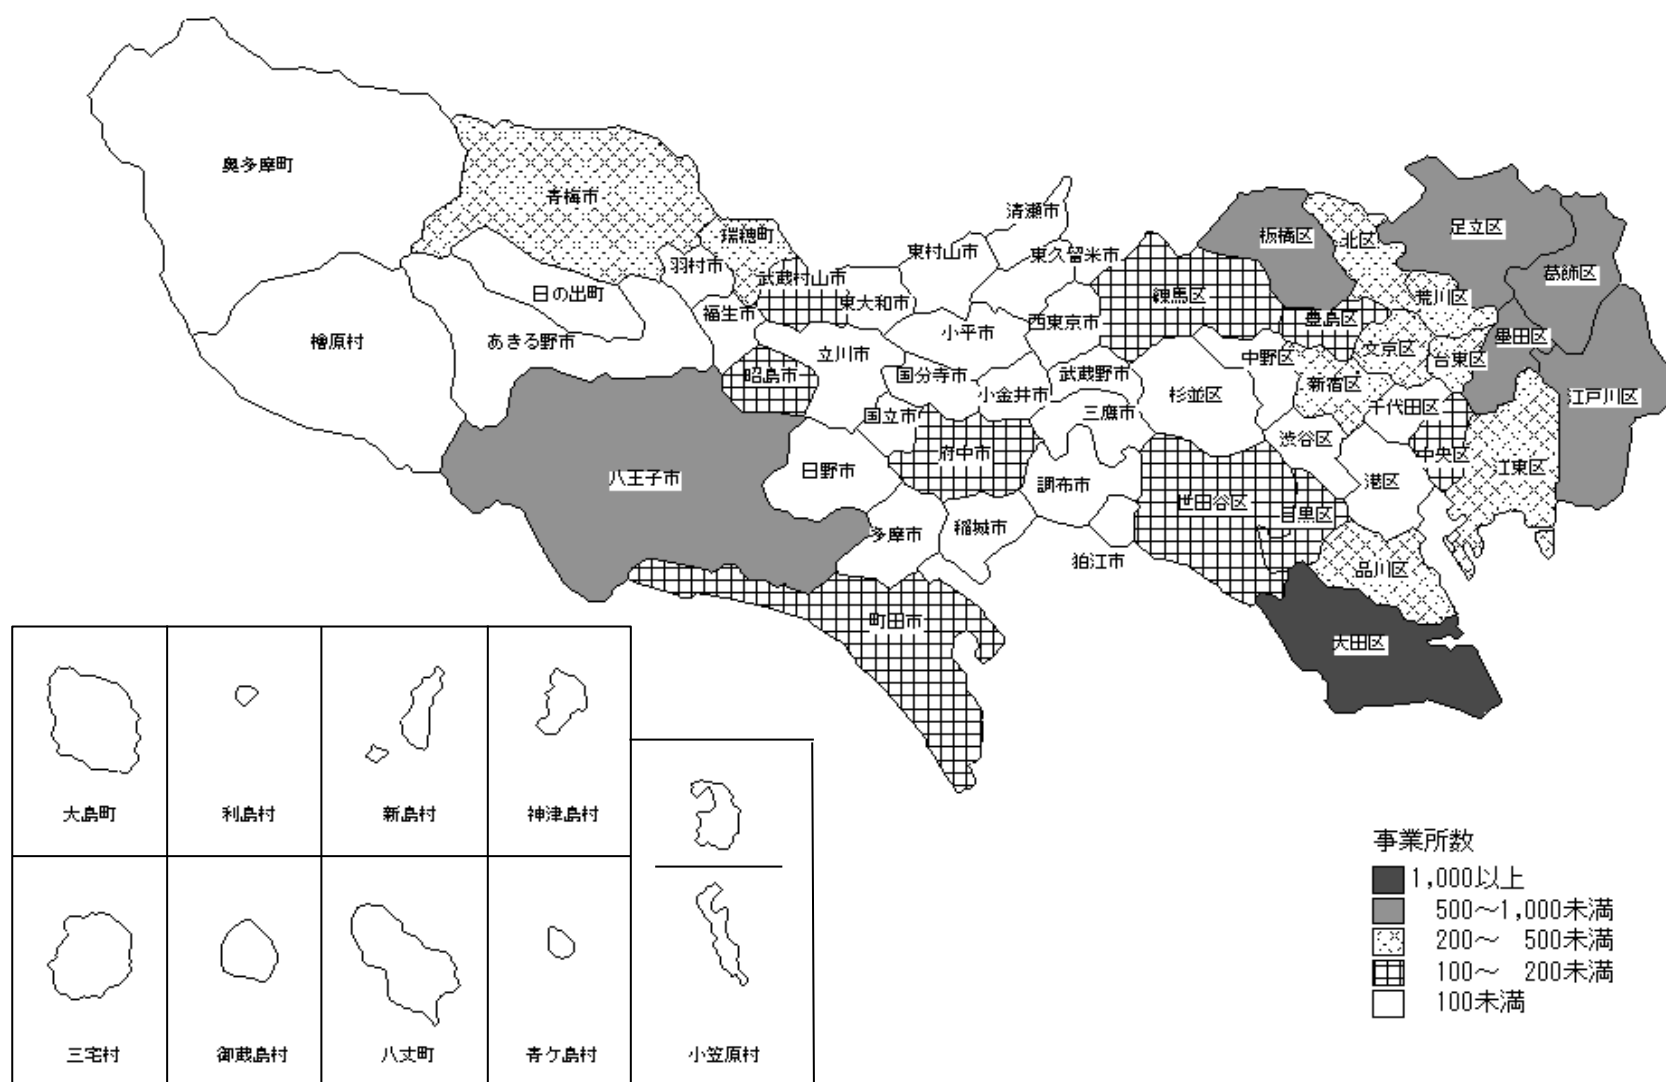 奥多摩町
青梅市
瑞穂町
羽村市
日の出町
檜原村
あきる野市
福生市
武蔵村山市
東大和市
東村山市
清瀬市
東久留米市
西東京市
小平市
立川市
昭島市
国分寺市
小金井市
武蔵野市
国立市
三鷹市
府中市
八王子市
日野市
調布市
多摩市
稲城市
狛江市
町田市
板橋区
北区
足立区
葛飾区
荒川区
練馬区
豊島区
文京区
台東区
墨田区
中野区
新宿区
杉並区
千代田区
江戸川区
渋谷区
中央区
江東区
港区
世田谷区
目黒区
品川区
大田区
大島町
利島村
新島村
神津島村
三宅村
御蔵島村
八丈町
青ケ島村
小笠原村
事業所数
1,000以上
500～1,000未満
200～ 500未満
100～ 200未満
100未満